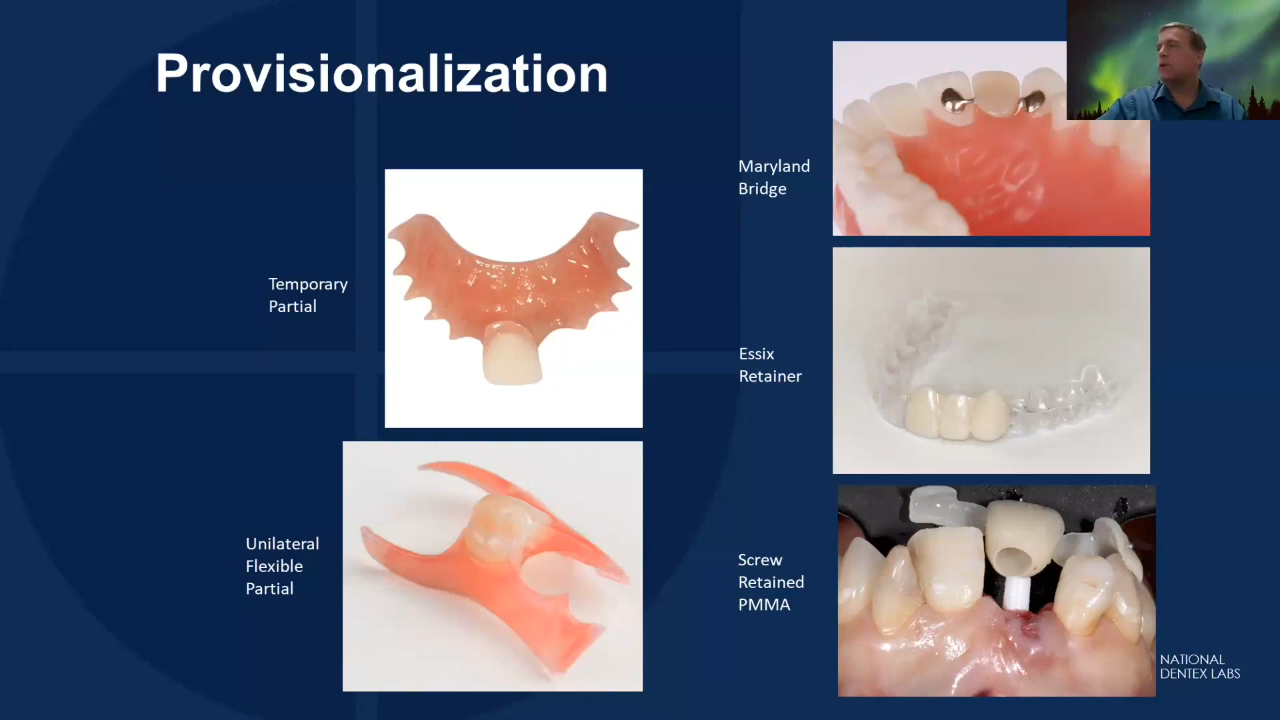 Provisionalization
Temporary
Partial
Unilateral
Flexible
Partial
Maryland
Bridge
Essix
Retainer
Screw
Retained
PMMA
NATIONAL
DENTEX LABS